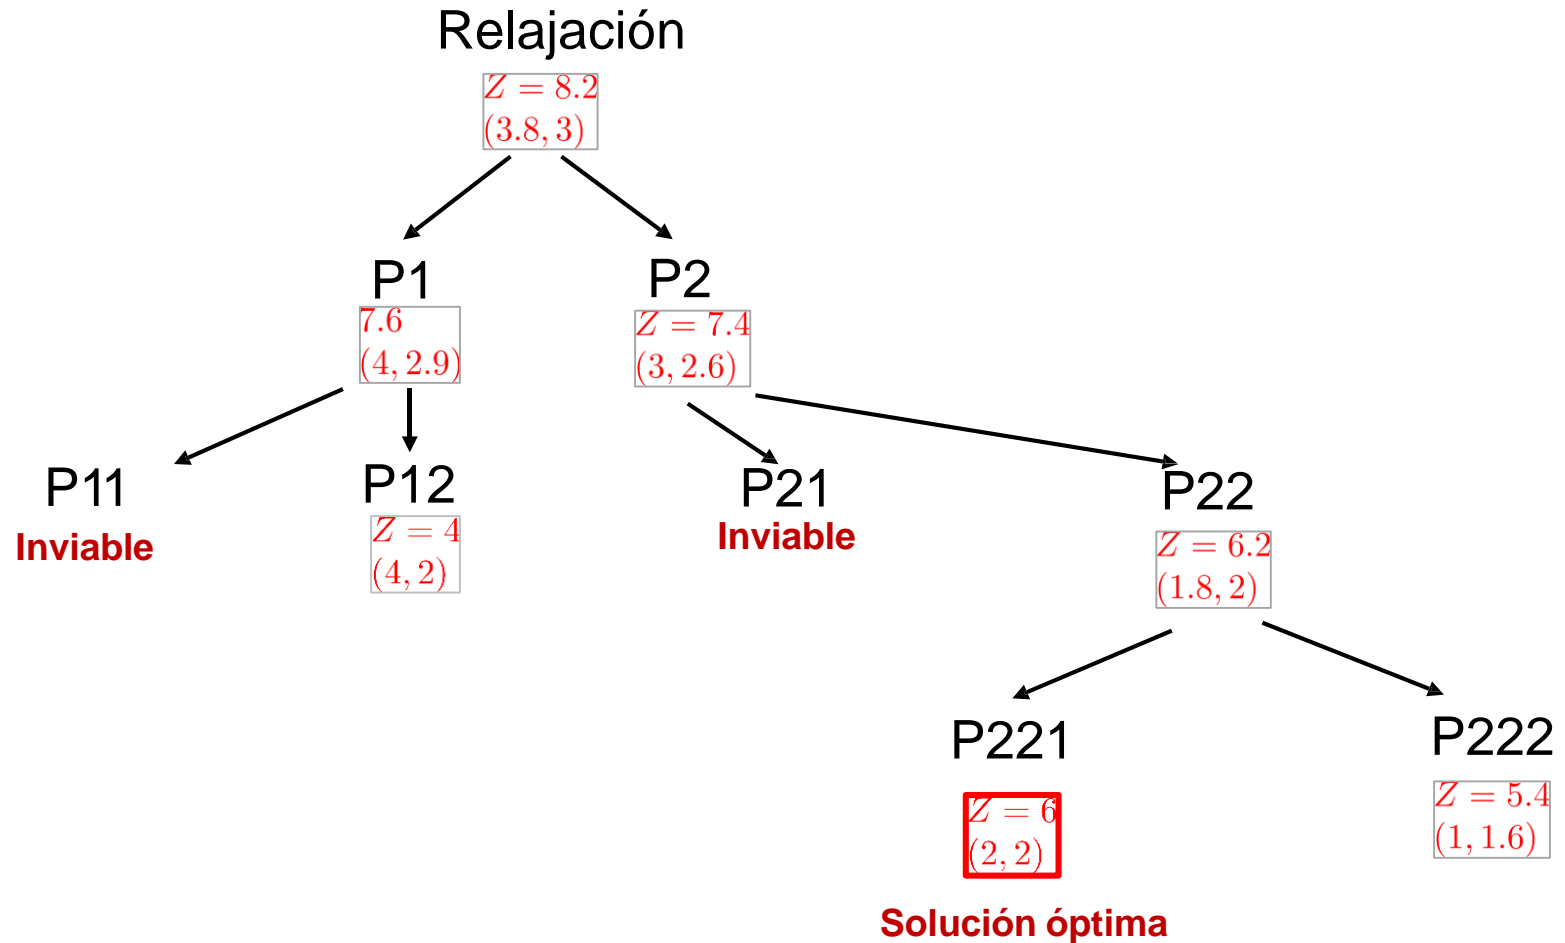 Relajación
Z = 8.2
(3.8, 3)
P1
7.6
(4, 2.9)
P2
Z = 7.4
(3, 2.6)
P11
Inviable
P12
Z = 4
(4, 2)
P21
Inviable
P22
Z = 6.2
(1.8, 2)
P221
Z = 6
(2, 2)
Solución óptima
P222
Z = 5.4
(1, 1.6)